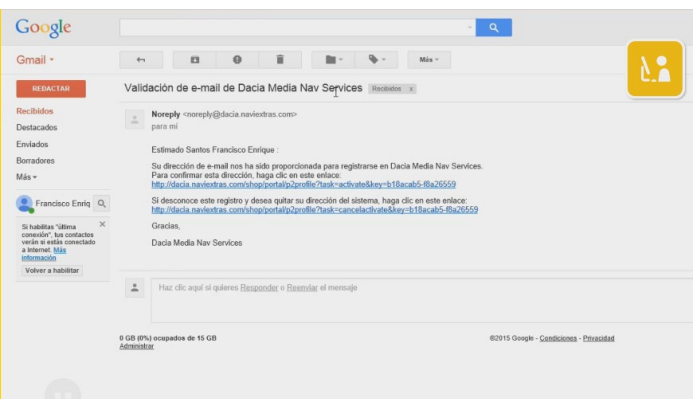 Google
Gmail
Más
REDACTAR
Validación de e-mail de Dacia Media Nav Services
Recibidos x
Recibidos
Destacados
Enviados
Borradores
Más
Noreply <noreply@dacia.naviextras.com>
para mí
Estimado Santos Francisco Enrique :
Su dirección de e-mail nos ha sido proporcionada para registrarse en Dacia Media Nav Services.
Para confirmar esta dirección, haga clic en este enlace:
http://dacia.naviextras.com/shop/portal/p2profile?task=activate&key=b18acab5-f8a26559
Si desconoce este registro y desea quitar su dirección del sistema, haga clic en este enlace:
http://dacia.naviextras.com/shop/portal/p2profile?task=cancelactivate&key=b18acab5-f8a26559
Gracias,
Dacia Media Nav Services
Francisco Enriq
Si habilitas "última
conexión", tus contactos
verán si estás conectado
a Internet. Más
información
Volver a habilitar
Haz clic aquí si quieres Responder o Reenviar el mensaje
0 GB (0%) ocupados de 15 GB
Administrar
©2015 Google - Condiciones - Privacidad